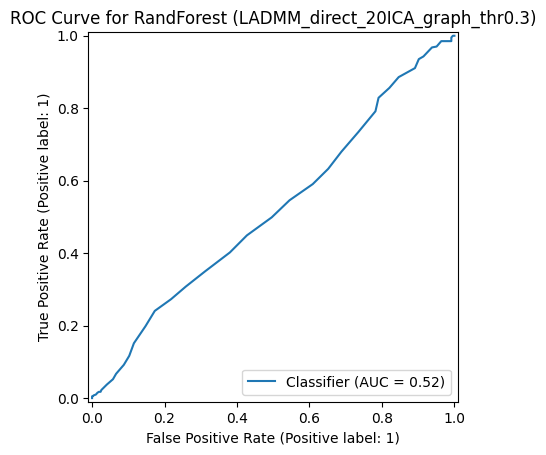 ROC Curve for RandForest (LADMM_direct_20ICA_graph_thr0.3)
1.0
0.8
0.6
0.4
0.2
0.0
True Positive Rate (Positive label: 1)
Classifier (AUC = 0.52)
0.0 0.2 0.4 0.6 0.8 1.0
False Positive Rate (Positive label: 1)